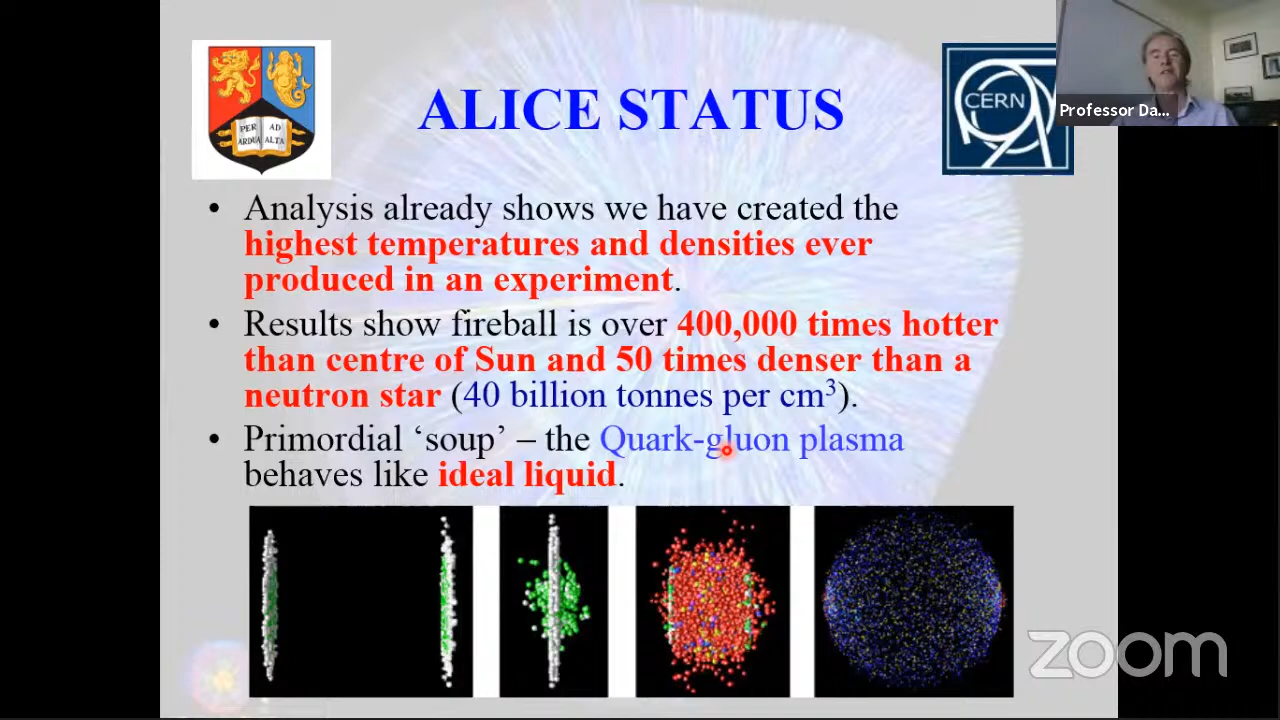 ALICE STATUS
CERN
Professor Da...
PER AD
ARDUA ALTA
• Analysis already shows we have created the
highest temperatures and densities ever
produced in an experiment.
• Results show fireball is over 400,000 times hotter
than centre of Sun and 50 times denser than a
neutron star (40 billion tonnes per cm³).
• Primordial ‘soup’ – the Quark-gluon plasma
behaves like ideal liquid.
zoom